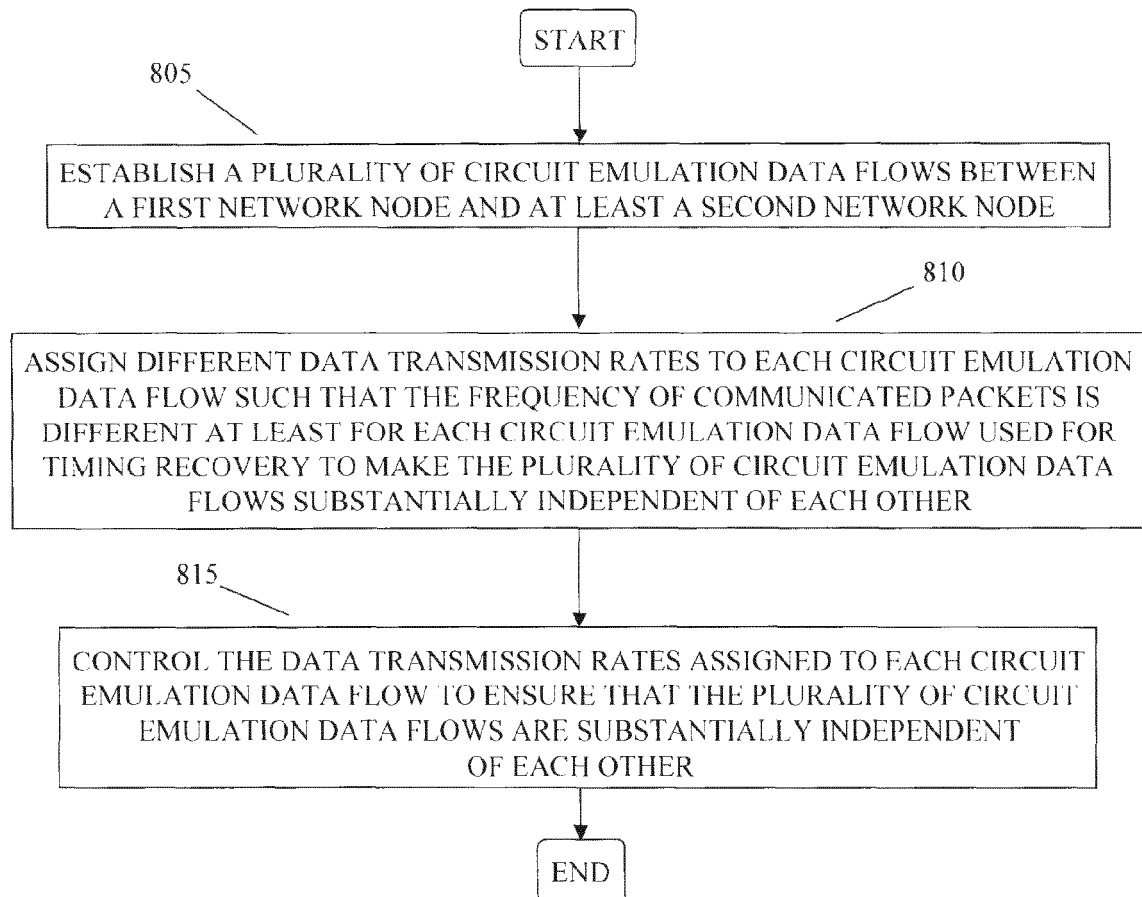 START
805
ESTABLISH A PLURALITY OF CIRCUIT EMULATION DATA FLOWS BETWEEN
A FIRST NETWORK NODE AND AT LEAST A SECOND NETWORK NODE
810
ASSIGN DIFFERENT DATA TRANSMISSION RATES TO EACH CIRCUIT EMULATION
DATA FLOW SUCH THAT THE FREQUENCY OF COMMUNICATED PACKETS IS
DIFFERENT AT LEAST FOR EACH CIRCUIT EMULATION DATA FLOW USED FOR
TIMING RECOVERY TO MAKE THE PLURALITY OF CIRCUIT EMULATION DATA
FLOWS SUBSTANTIALLY INDEPENDENT OF EACH OTHER
815
CONTROL THE DATA TRANSMISSION RATES ASSIGNED TO EACH CIRCUIT
EMULATION DATA FLOW TO ENSURE THAT THE PLURALITY OF CIRCUIT
EMULATION DATA FLOWS ARE SUBSTANTIALLY INDEPENDENT
OF EACH OTHER
END